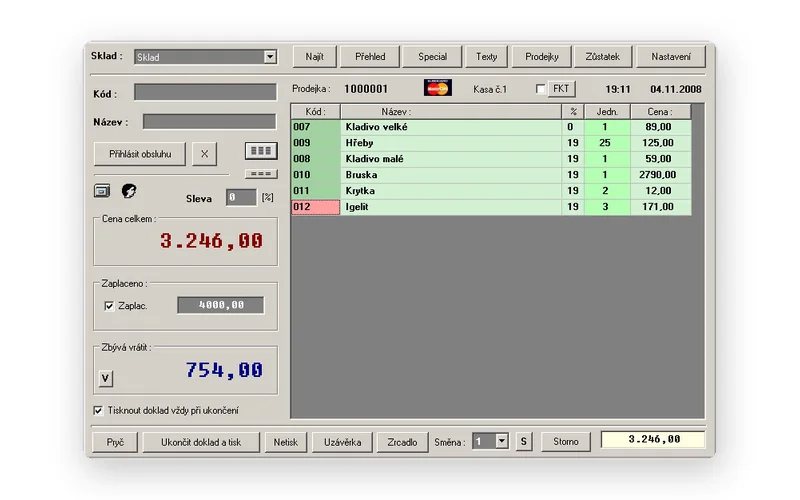 Sklad : Sklad Najít Přehled Special Texty Prodejky Zůstatek Nastavení
Kód :
Název :
Přihlásit obsluhu X
Sleva 0 [%]
Cena celkem :
3.246,00
Zaplaceno :
Zaplac. 4000,00
Zbývá vrátit :
V 754,00
Tisknout doklad vždy při ukončení
Prodejka : 1000001 MasterCard Kasa č.1 FKT 19:11 04.11.2008
Kód : Název : % Jedn. Cena :
007 Kladivo velké 0 1 89,00
009 Hřeby 19 25 125,00
008 Kladivo malé 19 1 59,00
010 Bruska 19 1 2790,00
011 Krytka 19 2 12,00
012 Igelit 19 3 171,00
Pryč Ukončit doklad a tisk Netisk Uzávěrka Zrcadlo Směna : 1 S Storno 3.246,00